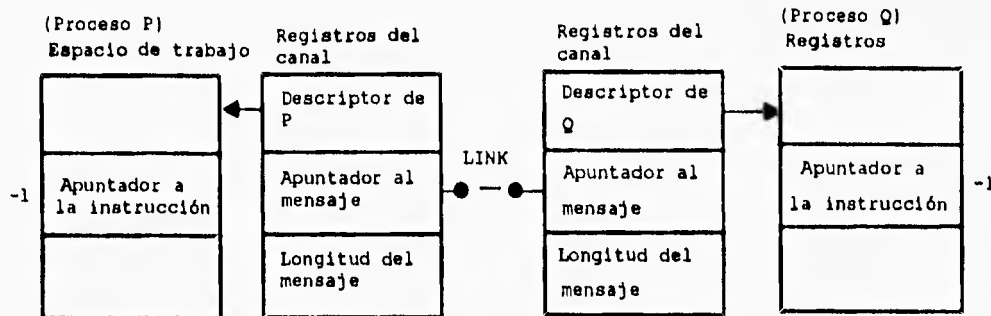 (Proceso P)
Espacio de trabajo
Registros del
canal
Registros del
canal
(Proceso Q)
Registros
Descriptor de
P
Descriptor de
Q
-1
Apuntador a
la instrucción
Apuntador al
mensaje
LINK
Apuntador al
mensaje
Apuntador a
la instrucción
-1
Longitud del
mensaje
Longitud del
mensaje